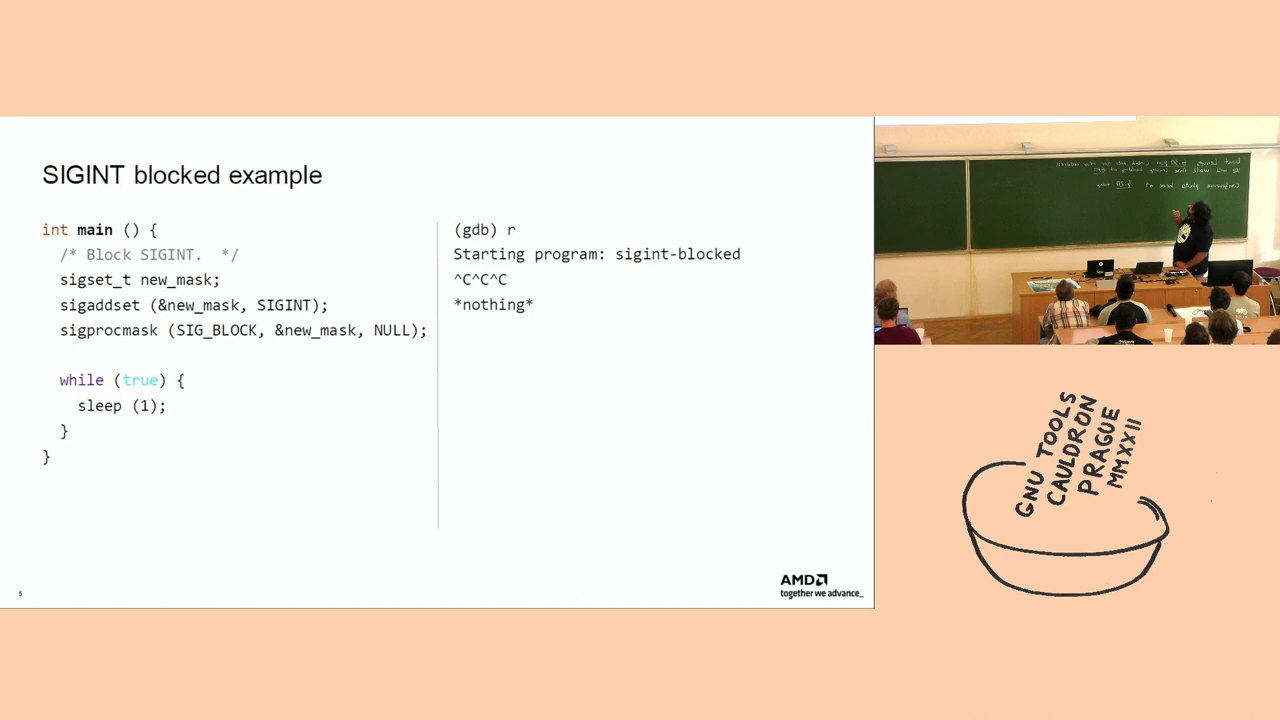 SIGINT blocked example
int main () {
/* Block SIGINT. */
sigset_t new_mask;
sigaddset (&new_mask, SIGINT);
sigprocmask (SIG_BLOCK, &new_mask, NULL);
while (true) {
sleep (1);
}
}
(gdb) r
Starting program: sigint-blocked
^C^C^C
*nothing*
5
AMD
together we advance_
GNU TOOLS
CAULDRON
PRAGUE
MMXXII